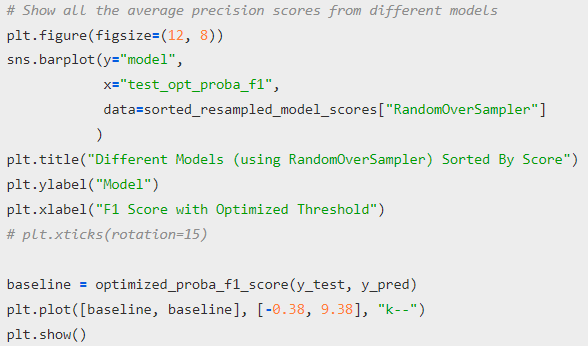 # Show all the average precision scores from different models
plt.figure(figsize=(12, 8))
sns.barplot(y="model",
            x="test_opt_proba_f1",
            data=sorted_resampled_model_scores["RandomOverSampler"]
           )
plt.title("Different Models (using RandomOverSampler) Sorted By Score")
plt.ylabel("Model")
plt.xlabel("F1 Score with Optimized Threshold")
# plt.xticks(rotation=15)

baseline = optimized_proba_f1_score(y_test, y_pred)
plt.plot([baseline, baseline], [-0.38, 9.38], "k--")
plt.show()